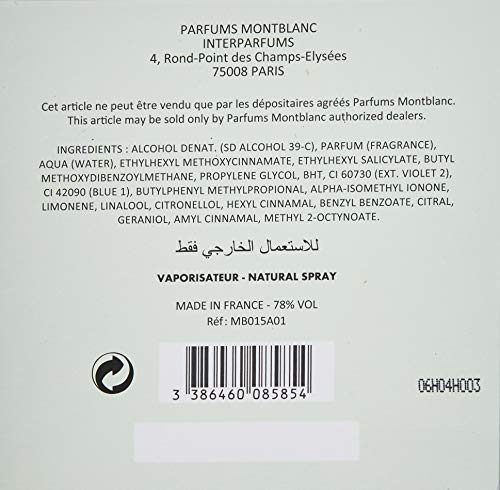 PARFUMS MONTBLANC
INTERPARFUMS
4, Rond-Point des Champs-Elysées
75008 PARIS
Cet article ne peut être vendu que par les dépositaires agréés Parfums Montblanc.
This article may be sold only by Parfums Montblanc authorized dealers.
INGREDIENTS : ALCOHOL DENAT. (SD ALCOHOL 39-C), PARFUM (FRAGRANCE),
AQUA (WATER), ETHYLHEXYL METHOXYCINNAMATE, ETHYLHEXYL SALICYLATE, BUTYL
METHOXYDIBENZOYLMETHANE, PROPYLENE GLYCOL, BHT, CI 60730 (EXT. VIOLET 2),
CI 42090 (BLUE 1), BUTYLPHENYL METHYLPROPIONAL, ALPHA-ISOMETHYL IONONE,
LIMONENE, LINALOOL, CITRONELLOL, HEXYL CINNAMAL, BENZYL BENZOATE, CITRAL,
GERANIOL, AMYL CINNAMAL, METHYL 2-OCTYNOATE.
للاستعمال الخارجي فقط
VAPORISATEUR - NATURAL SPRAY
MADE IN FRANCE - 78% VOL
Réf : MB015A01
3 386460 085854
06H04H003